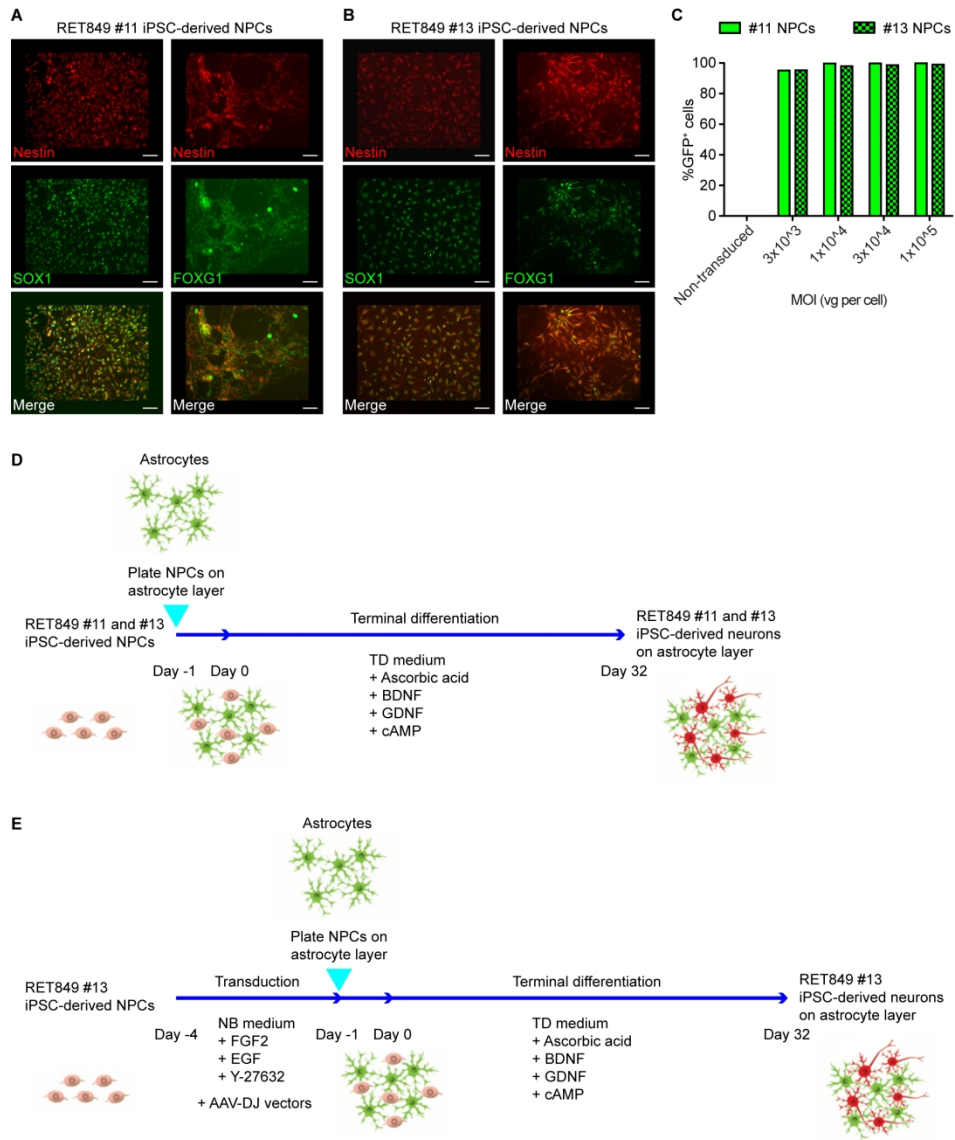 A
RET849 #11 iPSC-derived NPCs
Nestin
Nestin
SOX1
FOXG1
Merge
Merge
B
RET849 #13 iPSC-derived NPCs
Nestin
Nestin
SOX1
FOXG1
Merge
Merge
C
#11 NPCs
#13 NPCs
%GFP+ cells
100
80
60
40
20
0
Non-transduced
3x10^3
1x10^4
3x10^4
1x10^5
MOI (vg per cell)
D
Astrocytes
Plate NPCs on
astrocyte layer
RET849 #11 and #13
iPSC-derived NPCs
Terminal differentiation
RET849 #11 and #13
iPSC-derived neurons
on astrocyte layer
Day -1
Day 0
TD medium
+ Ascorbic acid
+ BDNF
+ GDNF
+ cAMP
Day 32
E
Astrocytes
Plate NPCs on
astrocyte layer
RET849 #13
iPSC-derived NPCs
Transduction
Terminal differentiation
RET849 #13
iPSC-derived neurons
on astrocyte layer
Day -4
NB medium
+ FGF2
+ EGF
+ Y-27632
+ AAV-DJ vectors
Day -1
Day 0
TD medium
+ Ascorbic acid
+ BDNF
+ GDNF
+ cAMP
Day 32